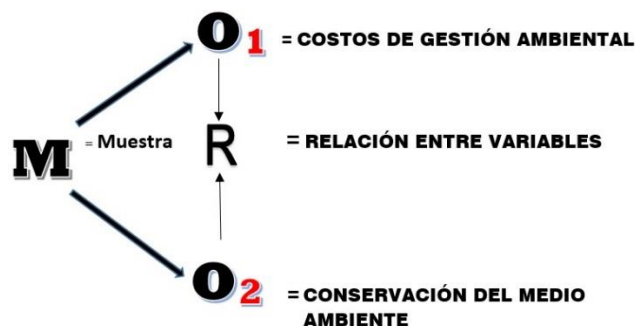 O1 = COSTOS DE GESTIÓN AMBIENTAL
M = Muestra R = RELACIÓN ENTRE VARIABLES
O2 = CONSERVACIÓN DEL MEDIO
AMBIENTE